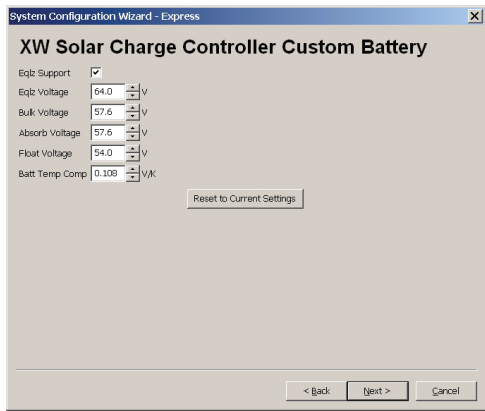 System Configuration Wizard - Express
XW Solar Charge Controller Custom Battery
Eqlz Support
Eqlz Voltage 64.0 V
Bulk Voltage 57.6 V
Absorb Voltage 57.6 V
Float Voltage 54.0 V
Batt Temp Comp 0.108 V/K
Reset to Current Settings
< Back Next > Cancel